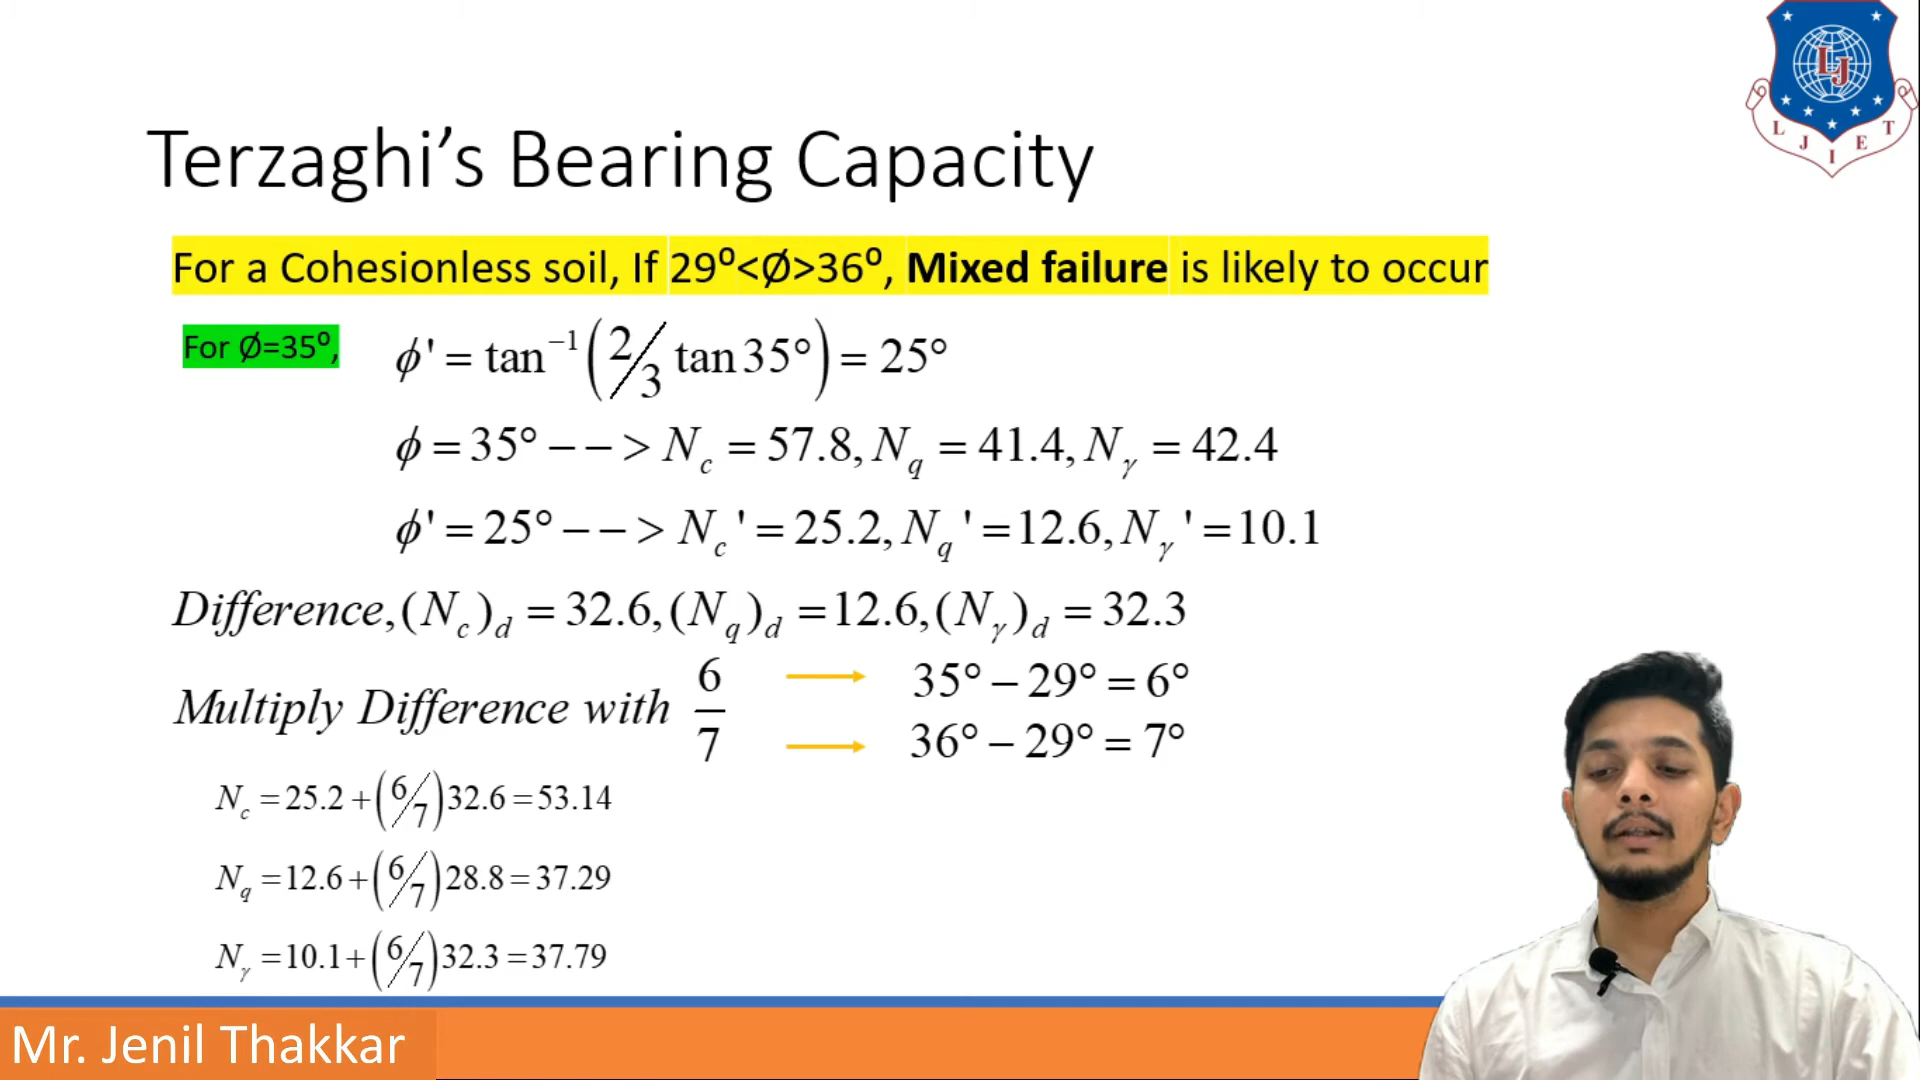 LJ
L J I E T
Terzaghi's Bearing Capacity
For a Cohesionless soil, If 29⁰<Ø>36⁰, Mixed failure is likely to occur
For Ø=35⁰, ϕ' = tan⁻¹(2/3 tan 35°) = 25°
ϕ = 35° − − > N_c = 57.8, N_q = 41.4, N_γ = 42.4
ϕ' = 25° − − > N_c' = 25.2, N_q' = 12.6, N_γ' = 10.1
Difference, (N_c)_d = 32.6, (N_q)_d = 12.6, (N_γ)_d = 32.3
Multiply Difference with 6/7
35° − 29° = 6°
36° − 29° = 7°
N_c = 25.2 + (6/7)32.6 = 53.14
N_q = 12.6 + (6/7)28.8 = 37.29
N_γ = 10.1 + (6/7)32.3 = 37.79
Mr. Jenil Thakkar